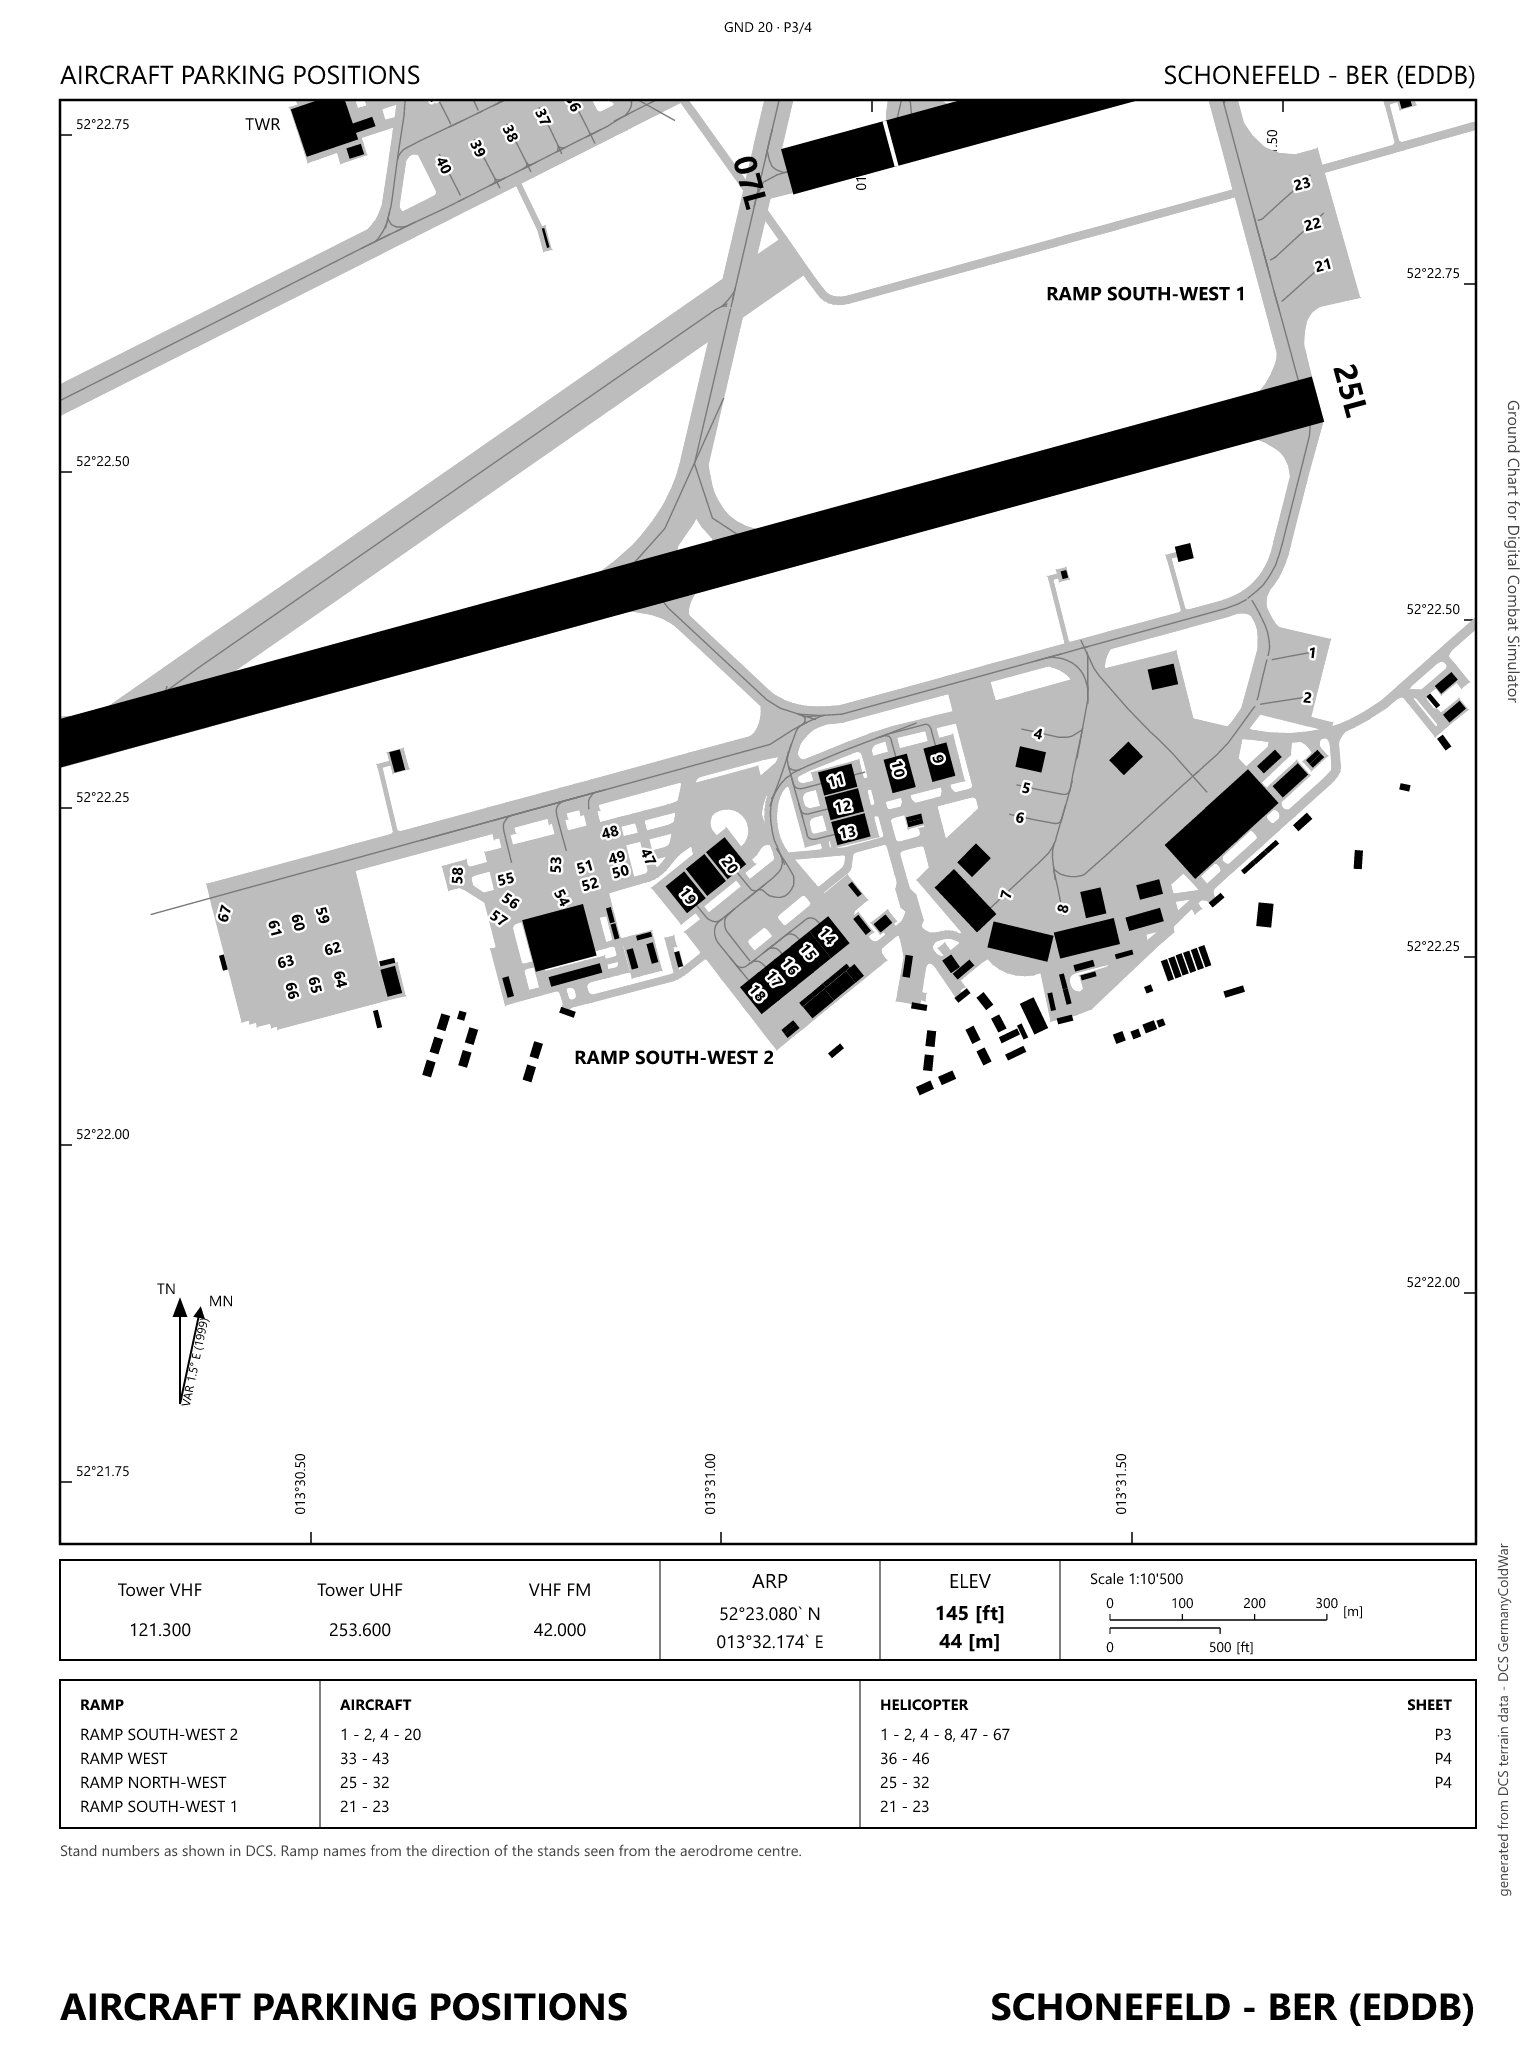 GND 20 · P3/4
AIRCRAFT PARKING POSITIONS
SCHONEFELD - BER (EDDB)
52°22.75
TWR
36
37
38
39
40
07L
01
.50
23
22
21
RAMP SOUTH-WEST 1
52°22.75
25L
52°22.50
52°22.50
1
2
4
5
6
7
8
9
10
11
12
13
52°22.25
48
47
49
50
51
52
53
54
55
56
57
58
20
19
14
15
16
17
18
67
61
60
59
62
63
64
65
66
52°22.25
RAMP SOUTH-WEST 2
52°22.00
52°22.00
TN
MN
VAR 1.5° E (1999)
52°21.75
013°30.50
013°31.00
013°31.50
Tower VHF
121.300
Tower UHF
253.600
VHF FM
42.000
ARP
52°23.080` N
013°32.174` E
ELEV
145 [ft]
44 [m]
Scale 1:10'500
0 100 200 300 [m]
0 500 [ft]
RAMP AIRCRAFT HELICOPTER SHEET
RAMP SOUTH-WEST 2 1 - 2, 4 - 20 1 - 2, 4 - 8, 47 - 67 P3
RAMP WEST 33 - 43 36 - 46 P4
RAMP NORTH-WEST 25 - 32 25 - 32 P4
RAMP SOUTH-WEST 1 21 - 23 21 - 23
Stand numbers as shown in DCS. Ramp names from the direction of the stands seen from the aerodrome centre.
Ground Chart for Digital Combat Simulator
generated from DCS terrain data - DCS GermanyColdWar
AIRCRAFT PARKING POSITIONS
SCHONEFELD - BER (EDDB)